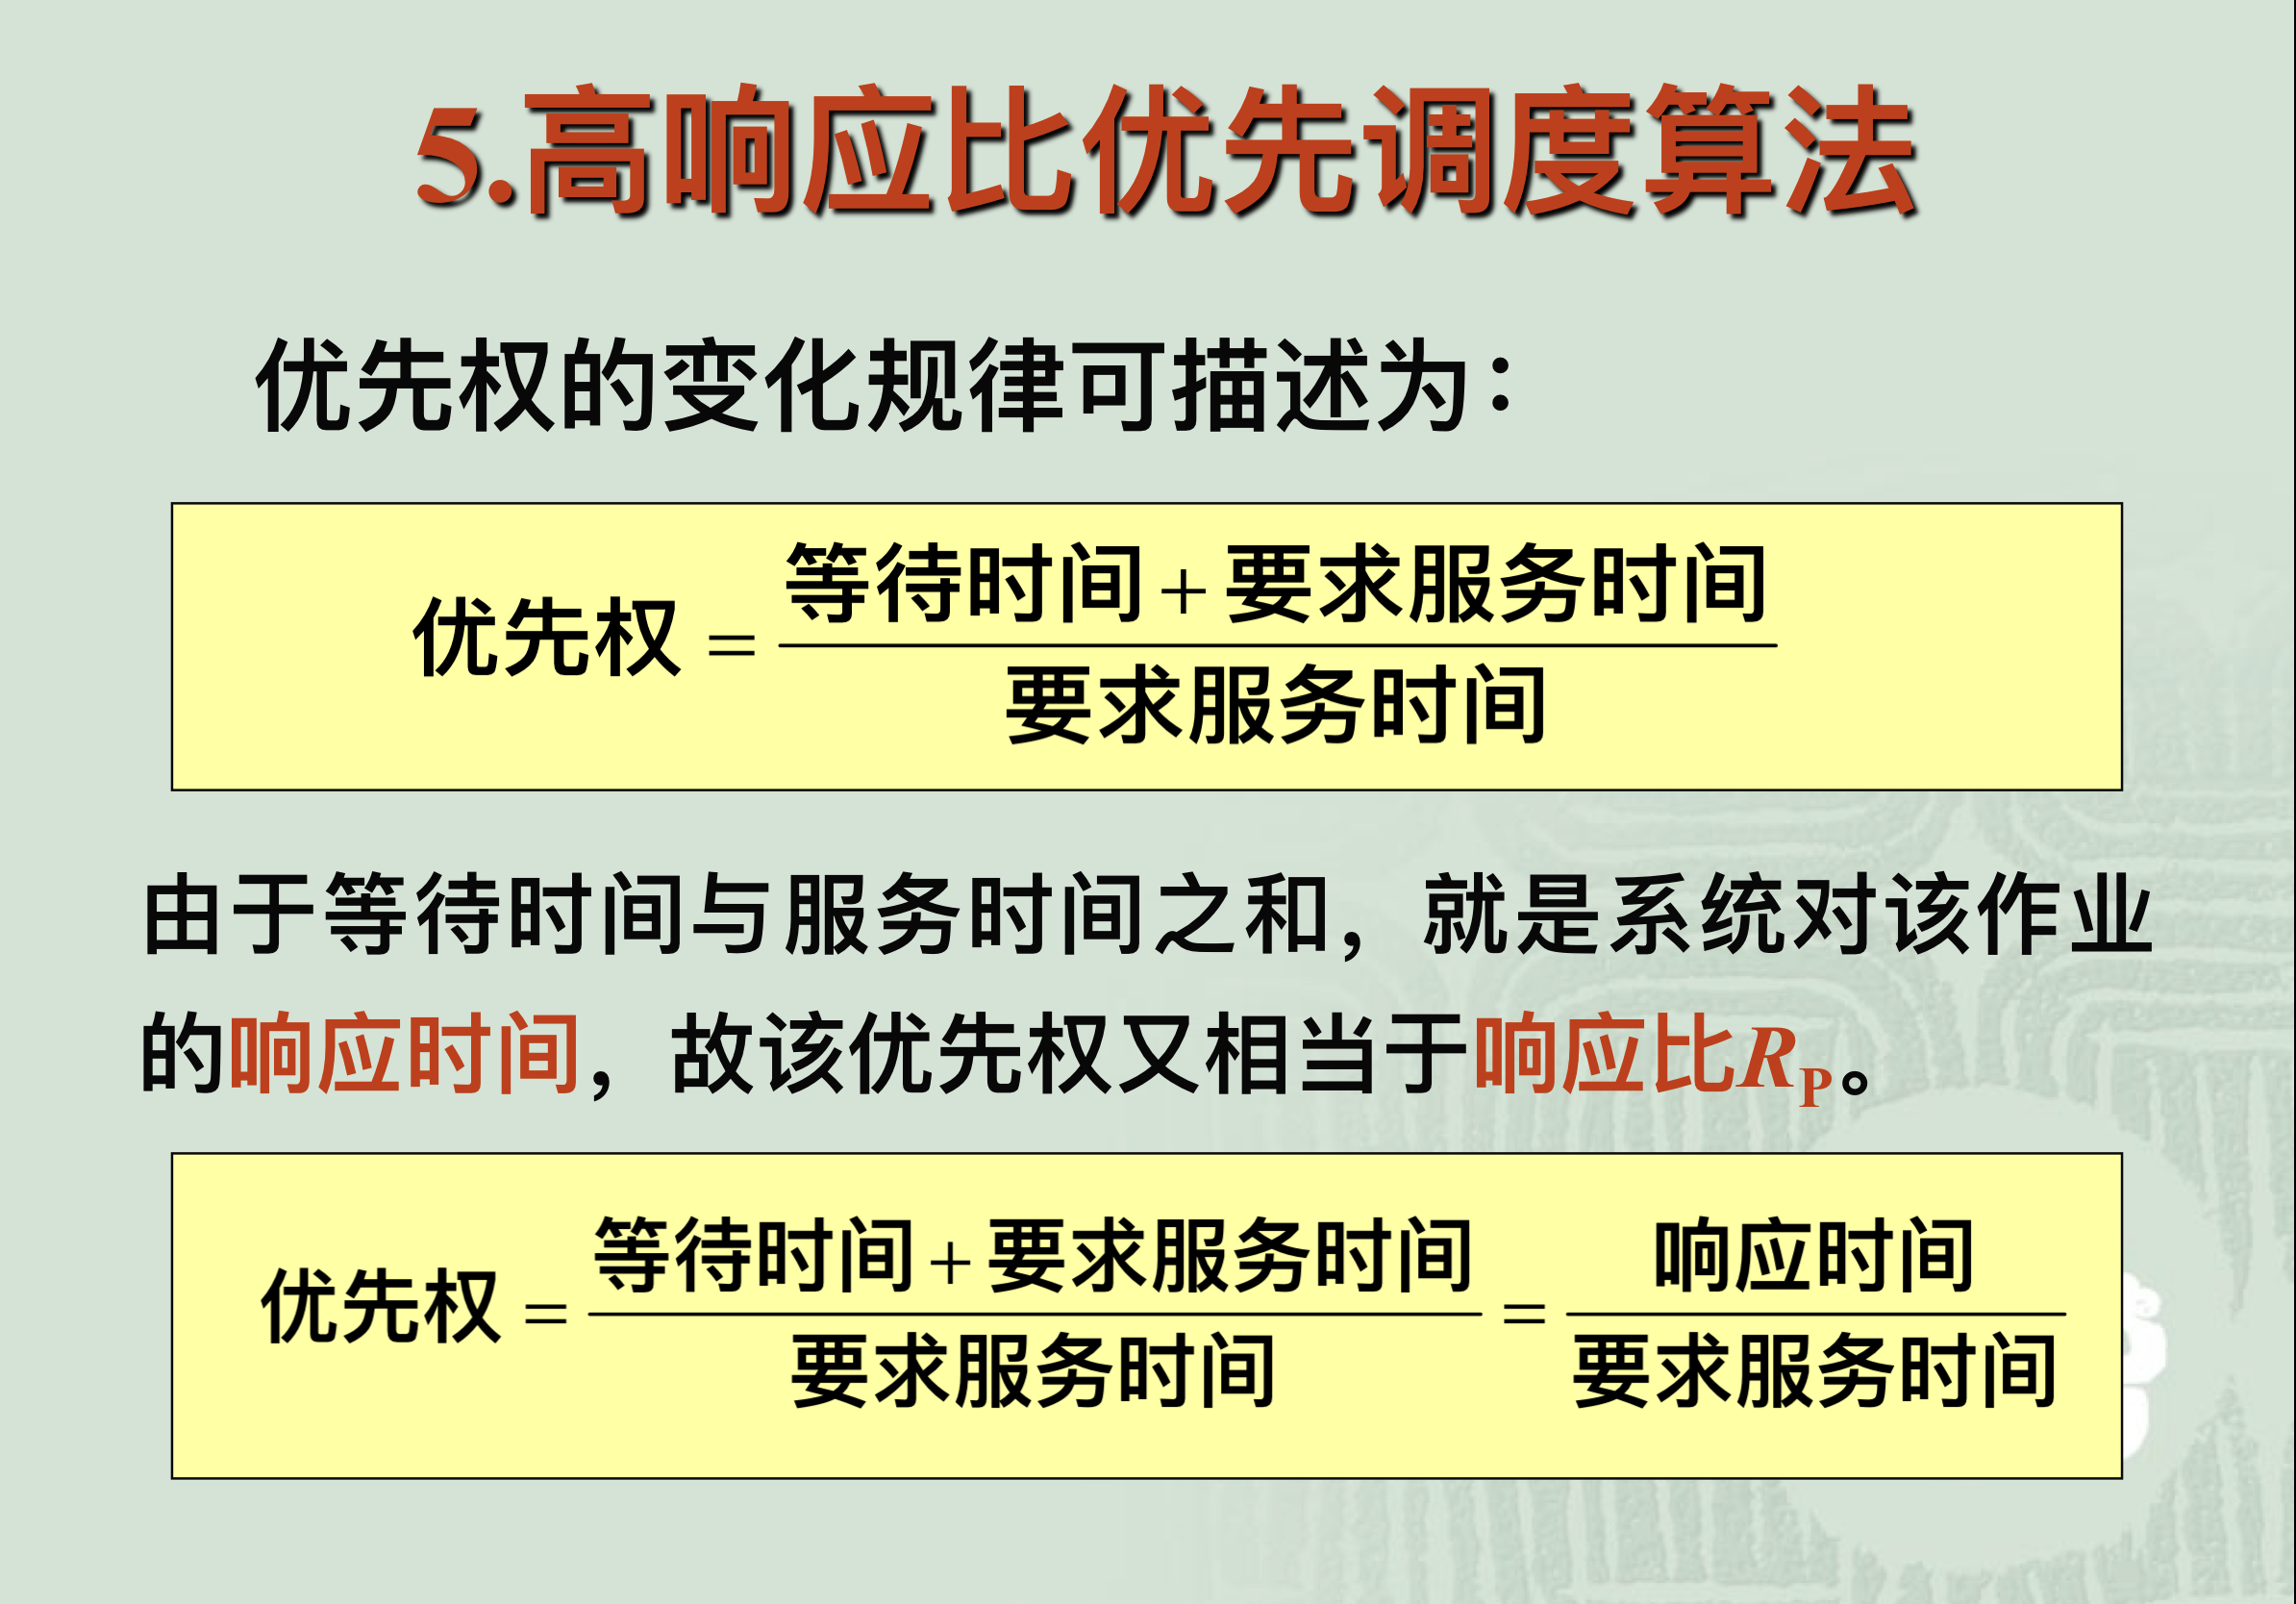 5.高响应比优先调度算法
优先权的变化规律可描述为：
等待时间+要求服务时间
优先权=
要求服务时间
由于等待时间与服务时间之和，就是系统对该作业
的响应时间，故该优先权又相当于响应比RP。
等待时间+要求服务时间 响应时间
优先权= =
要求服务时间 要求服务时间